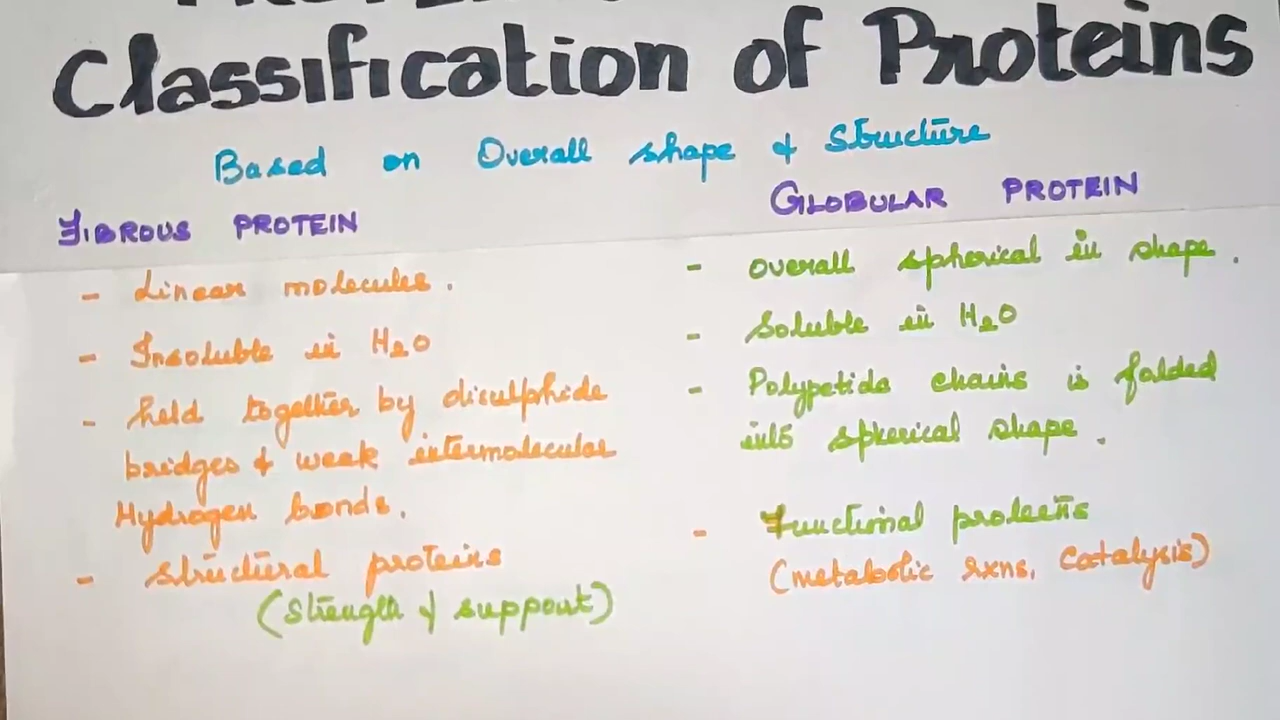 Classification of Proteins
Based on Overall shape & Structure
FIBROUS PROTEIN
- Linear molecules.
- Insoluble in H2O
- held together by disulphide
bridges & weak intermolecular
Hydrogen bonds.
- Structural proteins
(Strength & support)
GLOBULAR PROTEIN
- overall spherical in shape.
- Soluble in H2O
- Polypetide chains is folded
into spherical shape.
- Functional proteins
(metabolic rxns, Catalysis)